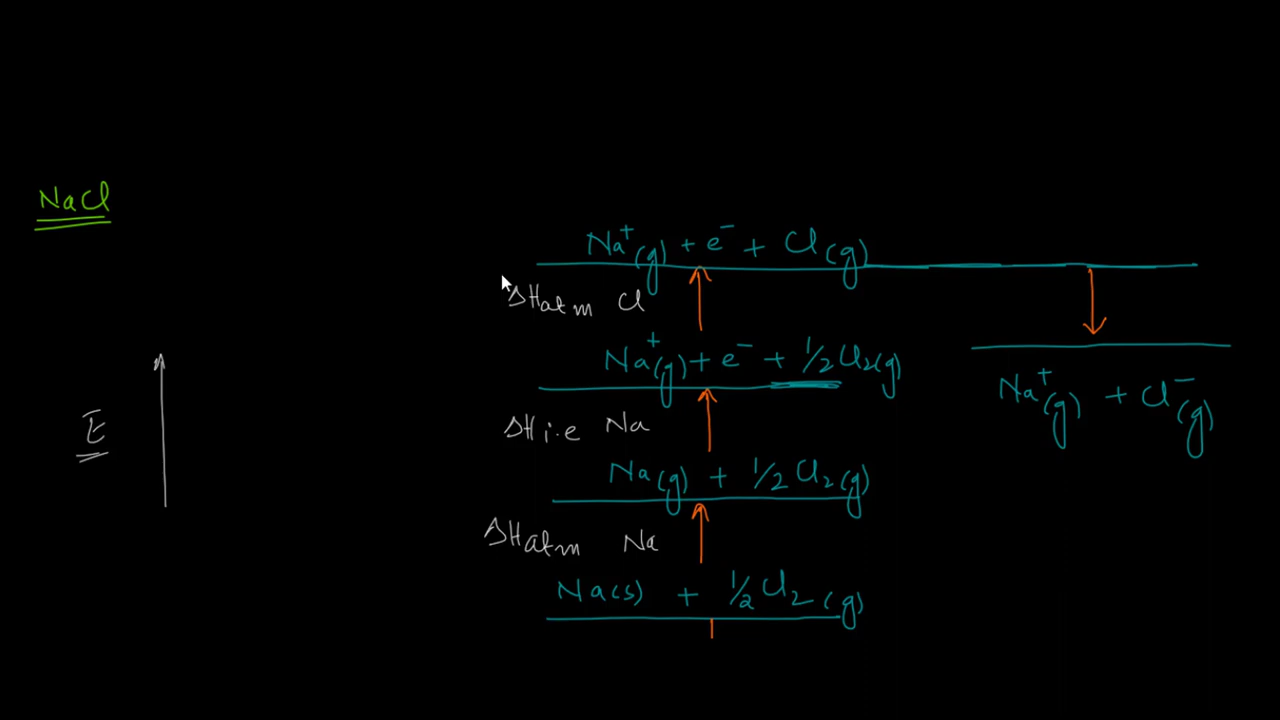 NaCl
Na⁺(g) + e⁻ + Cl(g)
ΔHatm Cl
Na⁺(g) + e⁻ + 1/2Cl₂(g)
Na⁺(g) + Cl⁻(g)
E
ΔHi.e Na
Na(g) + 1/2Cl₂(g)
ΔHatm Na
Na(s) + 1/2Cl₂(g)